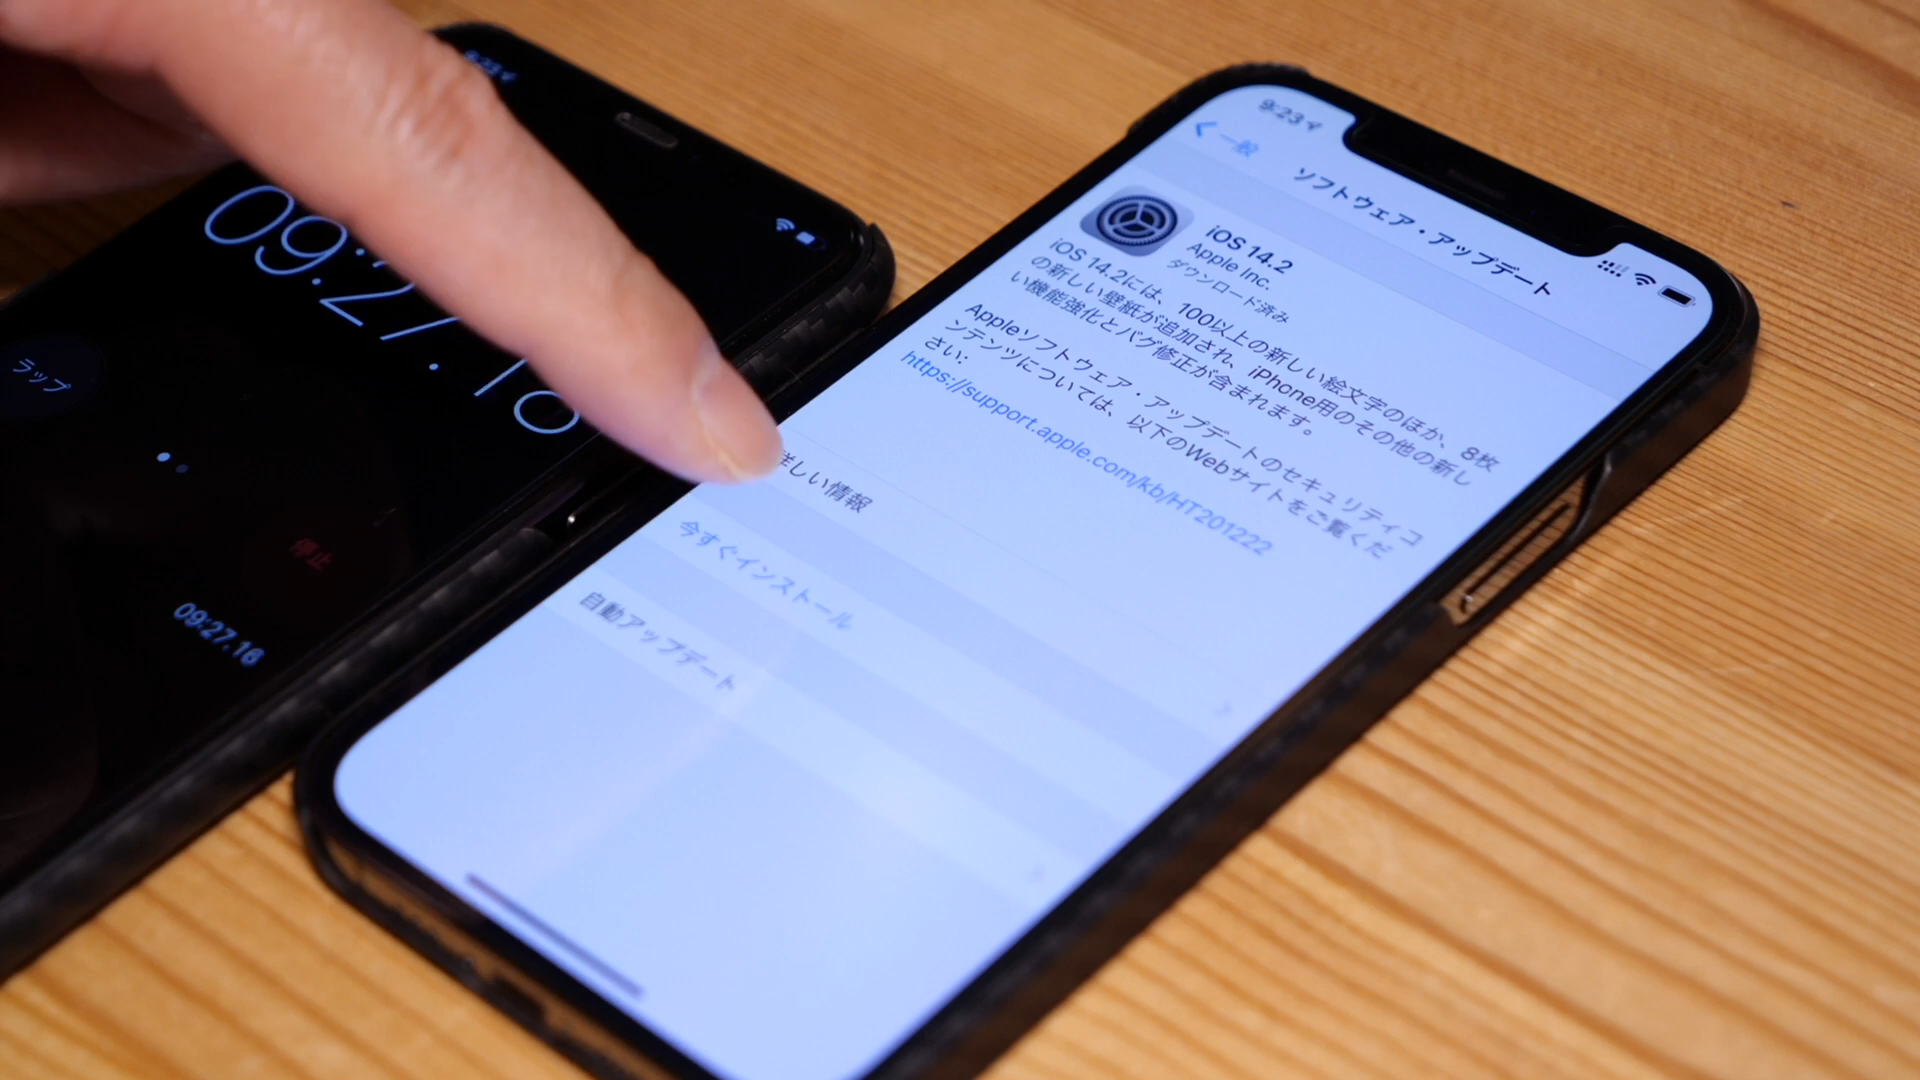 9:23
09:27.16
ラップ
停止
09:27.16
9:23
一般
ソフトウェア・アップデート
iOS 14.2
Apple Inc.
ダウンロード済み
iOS 14.2には、100以上の新しい絵文字のほか、8枚
の新しい壁紙が追加され、iPhone用のその他の新し
い機能強化とバグ修正が含まれます。
Appleソフトウェア・アップデートのセキュリティコ
ンテンツについては、以下のWebサイトをご覧くだ
さい:
https://support.apple.com/kb/HT201222
詳しい情報
今すぐインストール
自動アップデート